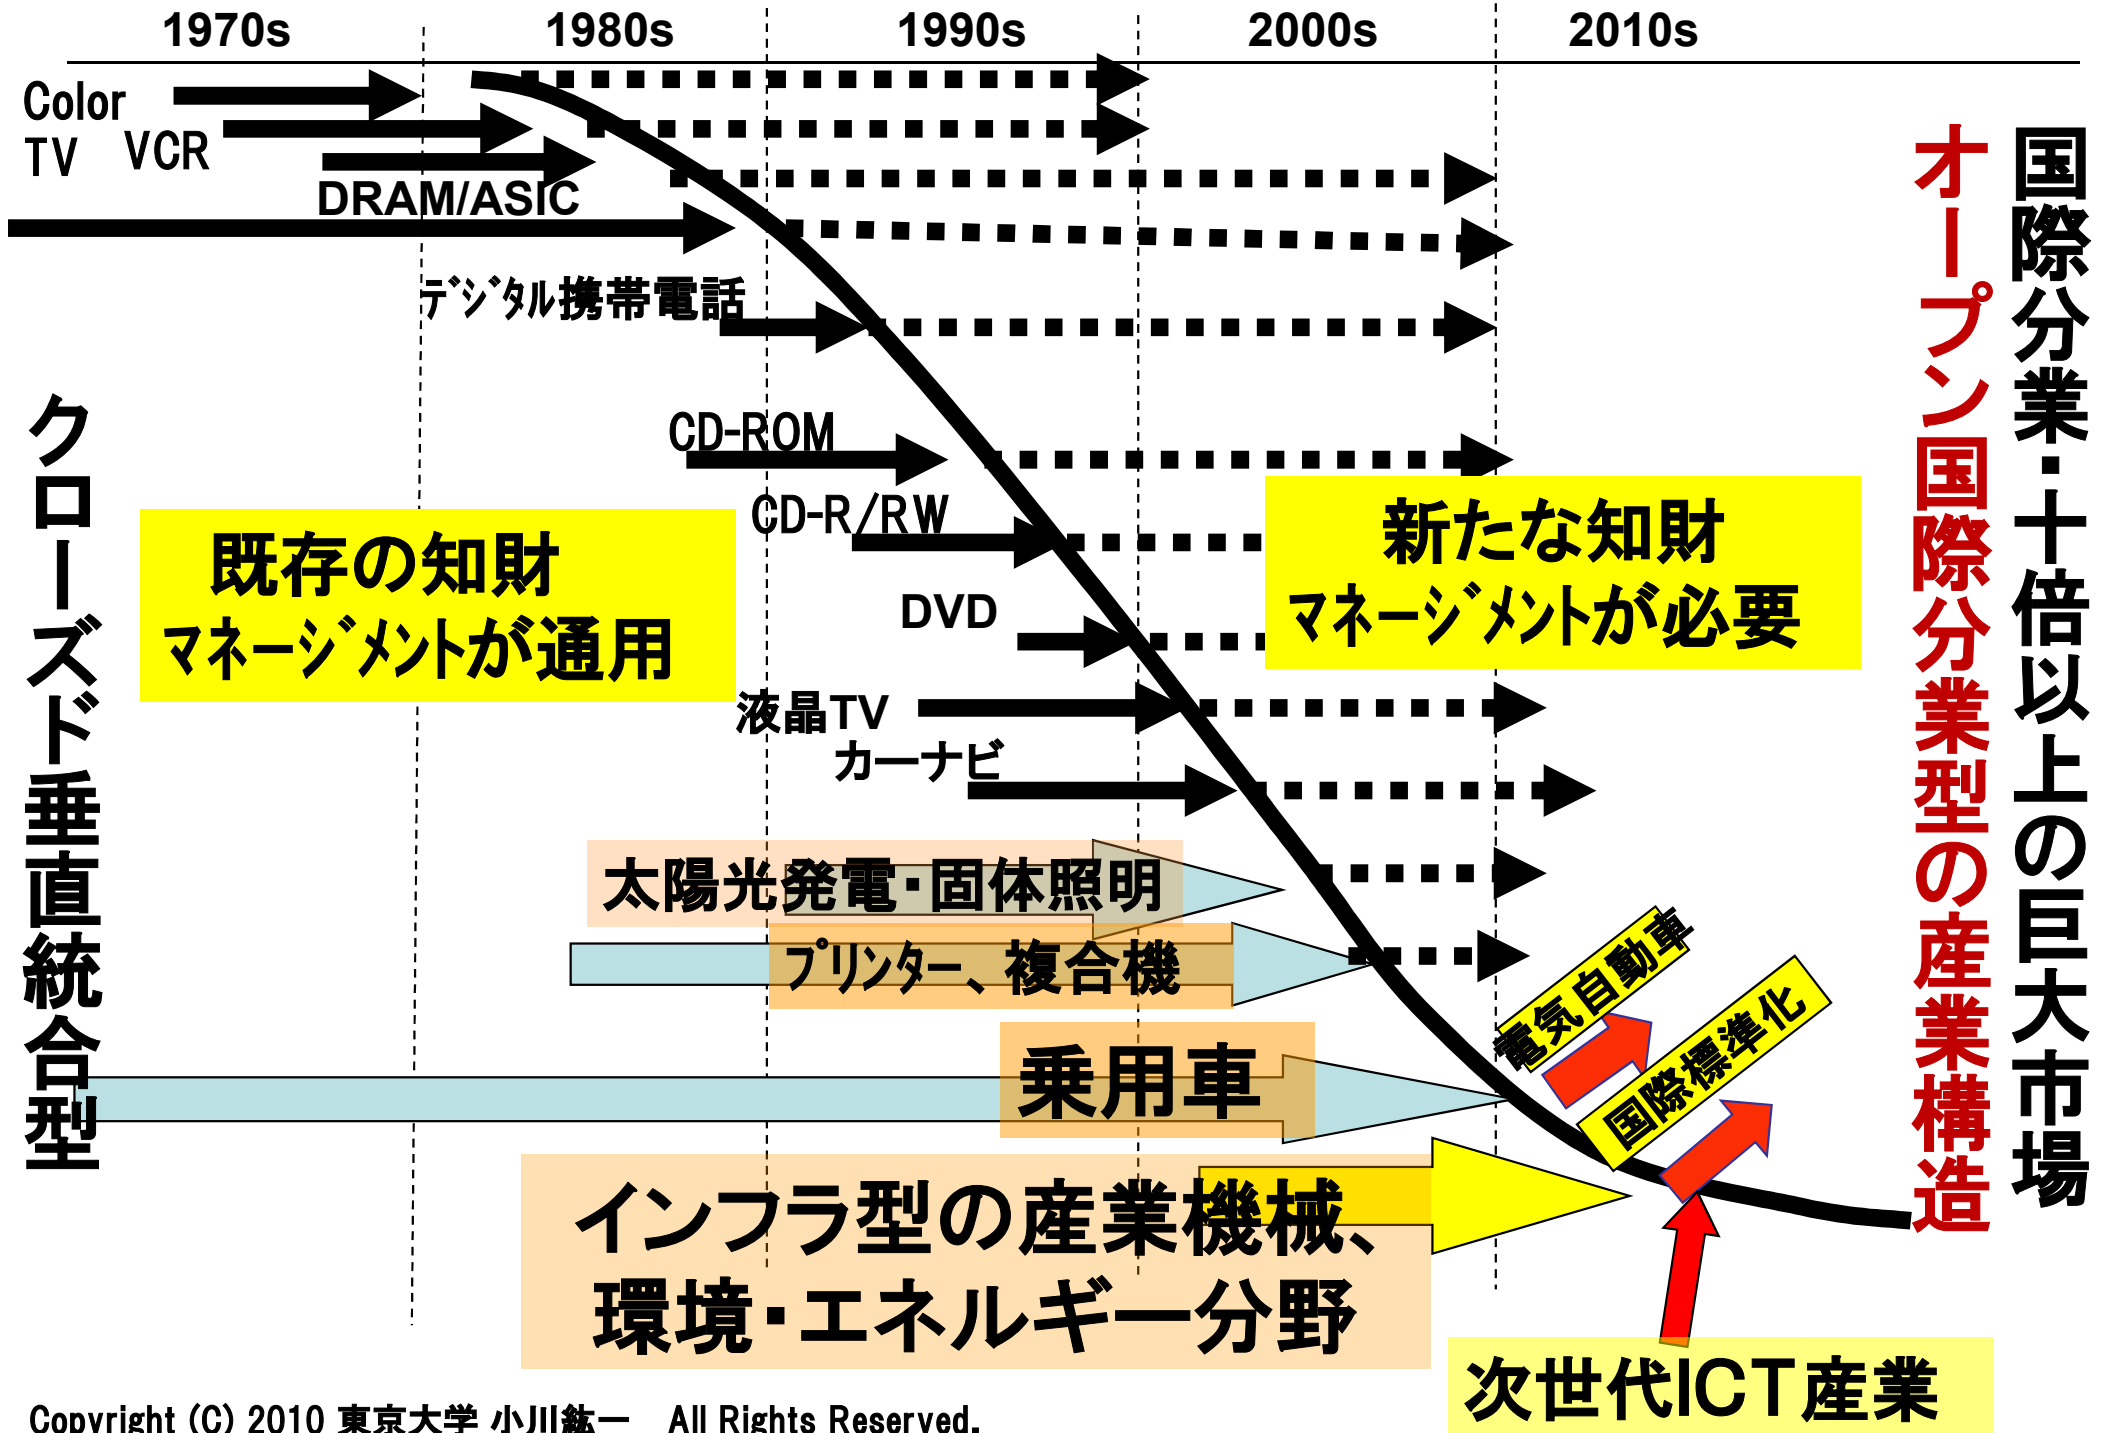 1970s 1980s 1990s 2000s 2010s
Color
TV
VCR
DRAM/ASIC
デジタル携帯電話
CD-ROM
CD-R/RW
DVD
液晶TV
カーナビ
既存の知財
マネージメントが通用
新たな知財
マネージメントが必要
クローズド垂直統合型
国際分業・十倍以上の巨大市場
オープン国際分業型の産業構造
太陽光発電・固体照明
プリンター、複合機
乗用車
電気自動車
国際標準化
インフラ型の産業機械、
環境・エネルギー分野
次世代ICT産業
Copyright (C) 2010 東京大学 小川紘一 All Rights Reserved.